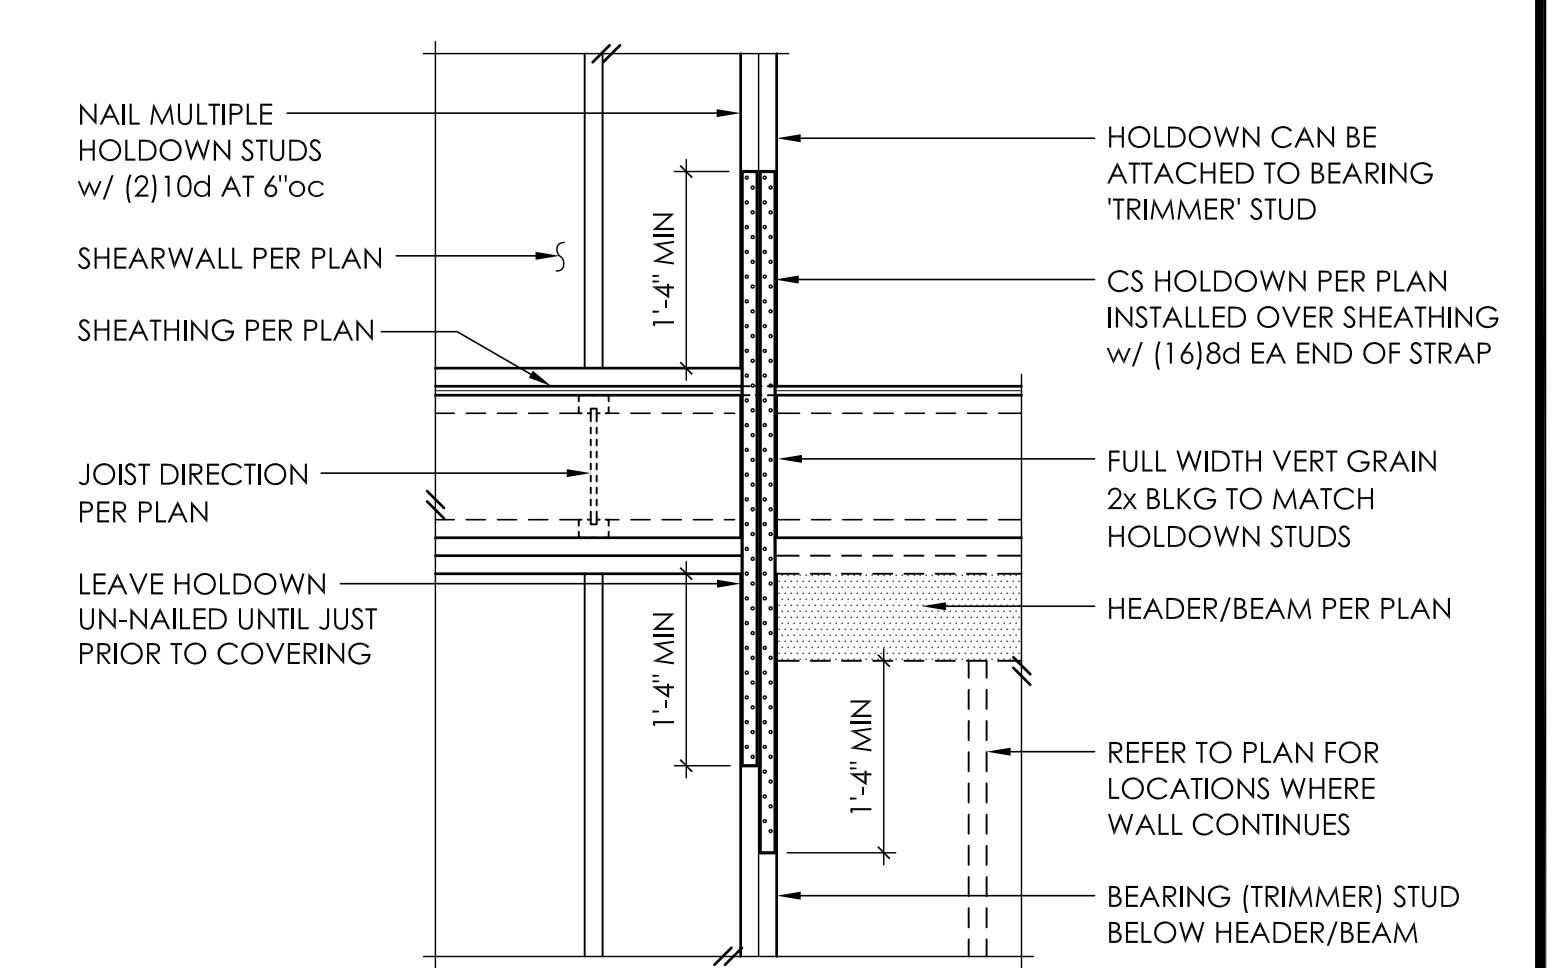 NAIL MULTIPLE
HOLDOWN STUDS
w/ (2)10d AT 6"oc
SHEARWALL PER PLAN
SHEATHING PER PLAN
JOIST DIRECTION
PER PLAN
LEAVE HOLDOWN
UN-NAILED UNTIL JUST
PRIOR TO COVERING
1'-4" MIN
1'-4" MIN
1'-4" MIN
HOLDOWN CAN BE
ATTACHED TO BEARING
'TRIMMER' STUD
CS HOLDOWN PER PLAN
INSTALLED OVER SHEATHING
w/ (16)8d EA END OF STRAP
FULL WIDTH VERT GRAIN
2x BLKG TO MATCH
HOLDOWN STUDS
HEADER/BEAM PER PLAN
REFER TO PLAN FOR
LOCATIONS WHERE
WALL CONTINUES
BEARING (TRIMMER) STUD
BELOW HEADER/BEAM